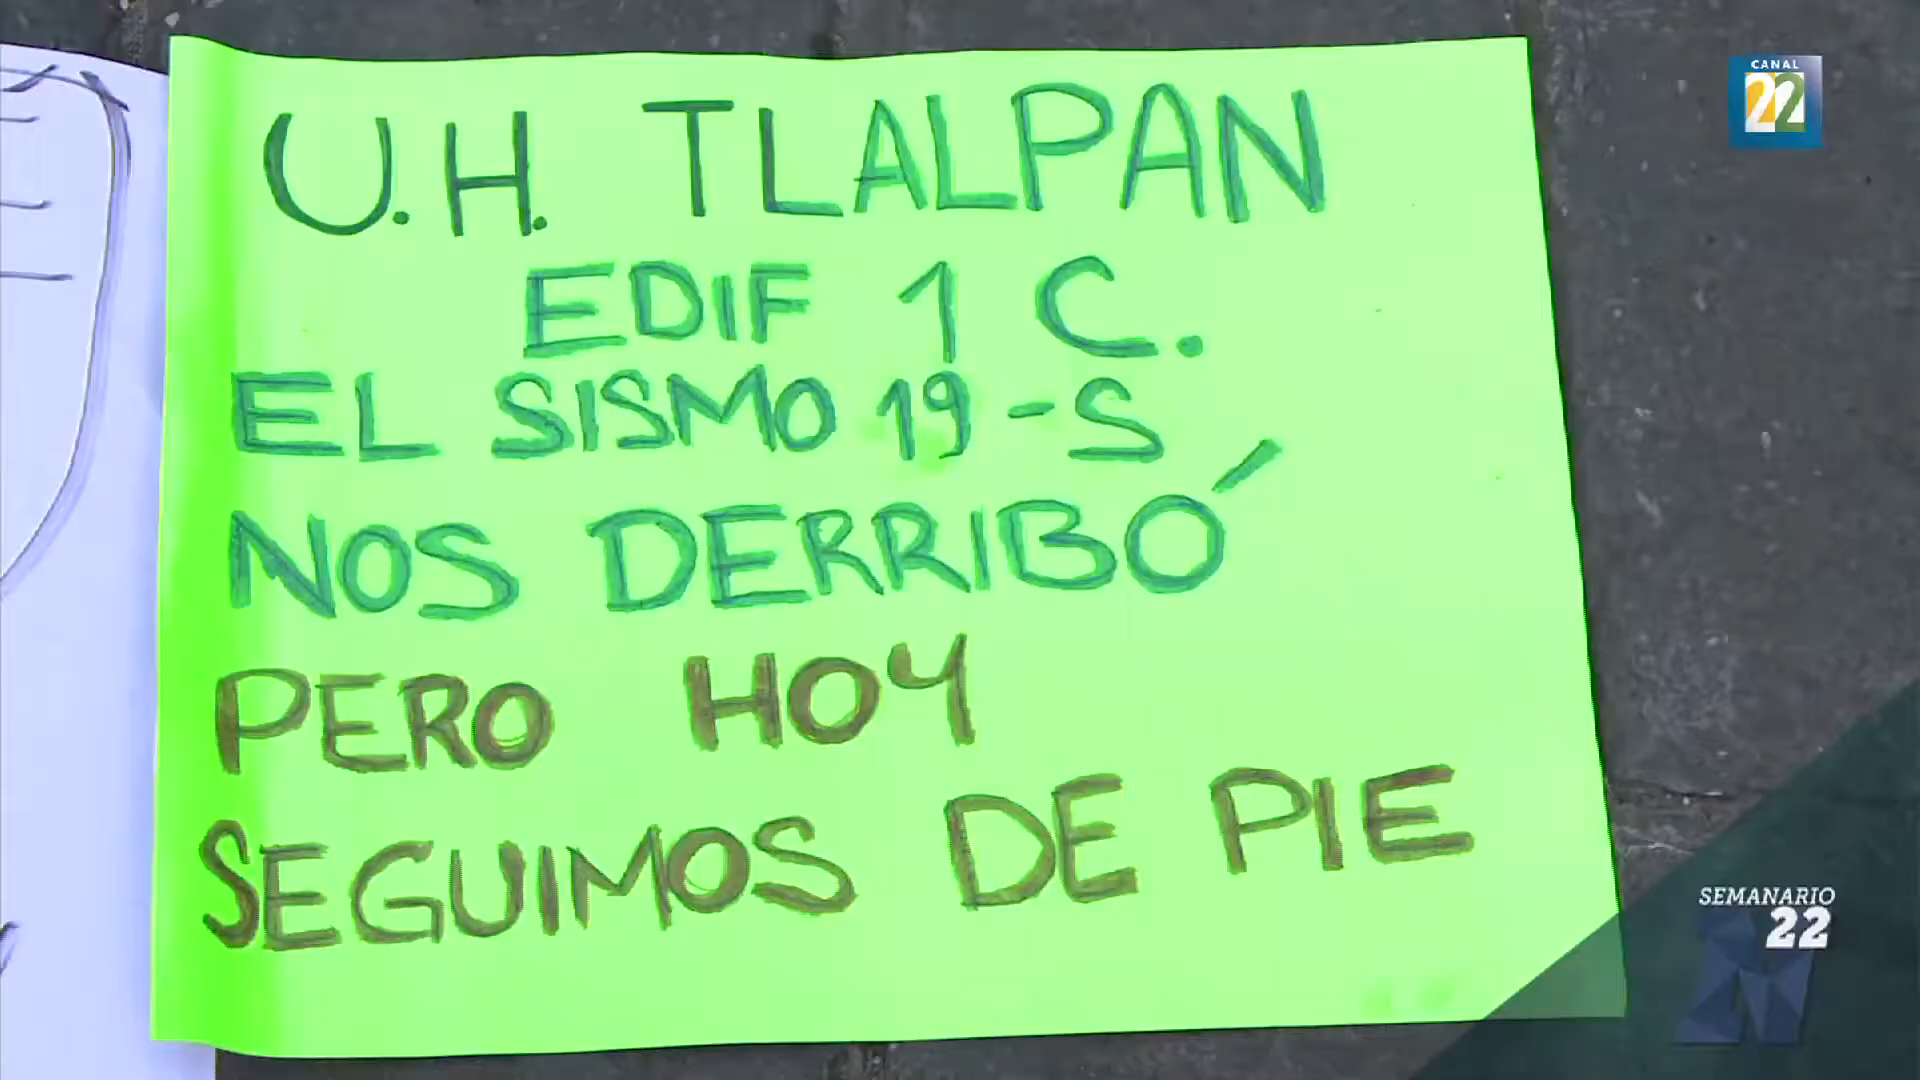 U.H. TLALPAN
EDIF 1 C.
EL SISMO 19-S
NOS DERRIBÓ
PERO HOY
SEGUIMOS DE PIE
CANAL
22
SEMANARIO
22